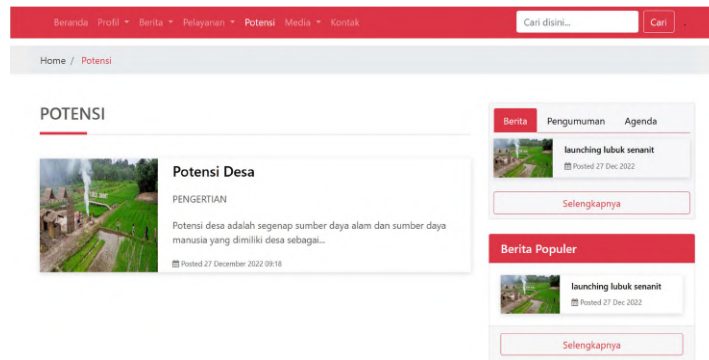 Beranda Profil Berita Pelayanan Potensi Media Kontak Cari disini... Cari
Home / Potensi
POTENSI
Potensi Desa
PENGERTIAN
Potensi desa adalah segenap sumber daya alam dan sumber daya
manusia yang dimiliki desa sebagai...
Posted 27 December 2022 09:18
Berita Pengumuman Agenda
launching lubuk senanit
Posted 27 Dec 2022
Selengkapnya
Berita Populer
launching lubuk senanit
Posted 27 Dec 2022
Selengkapnya